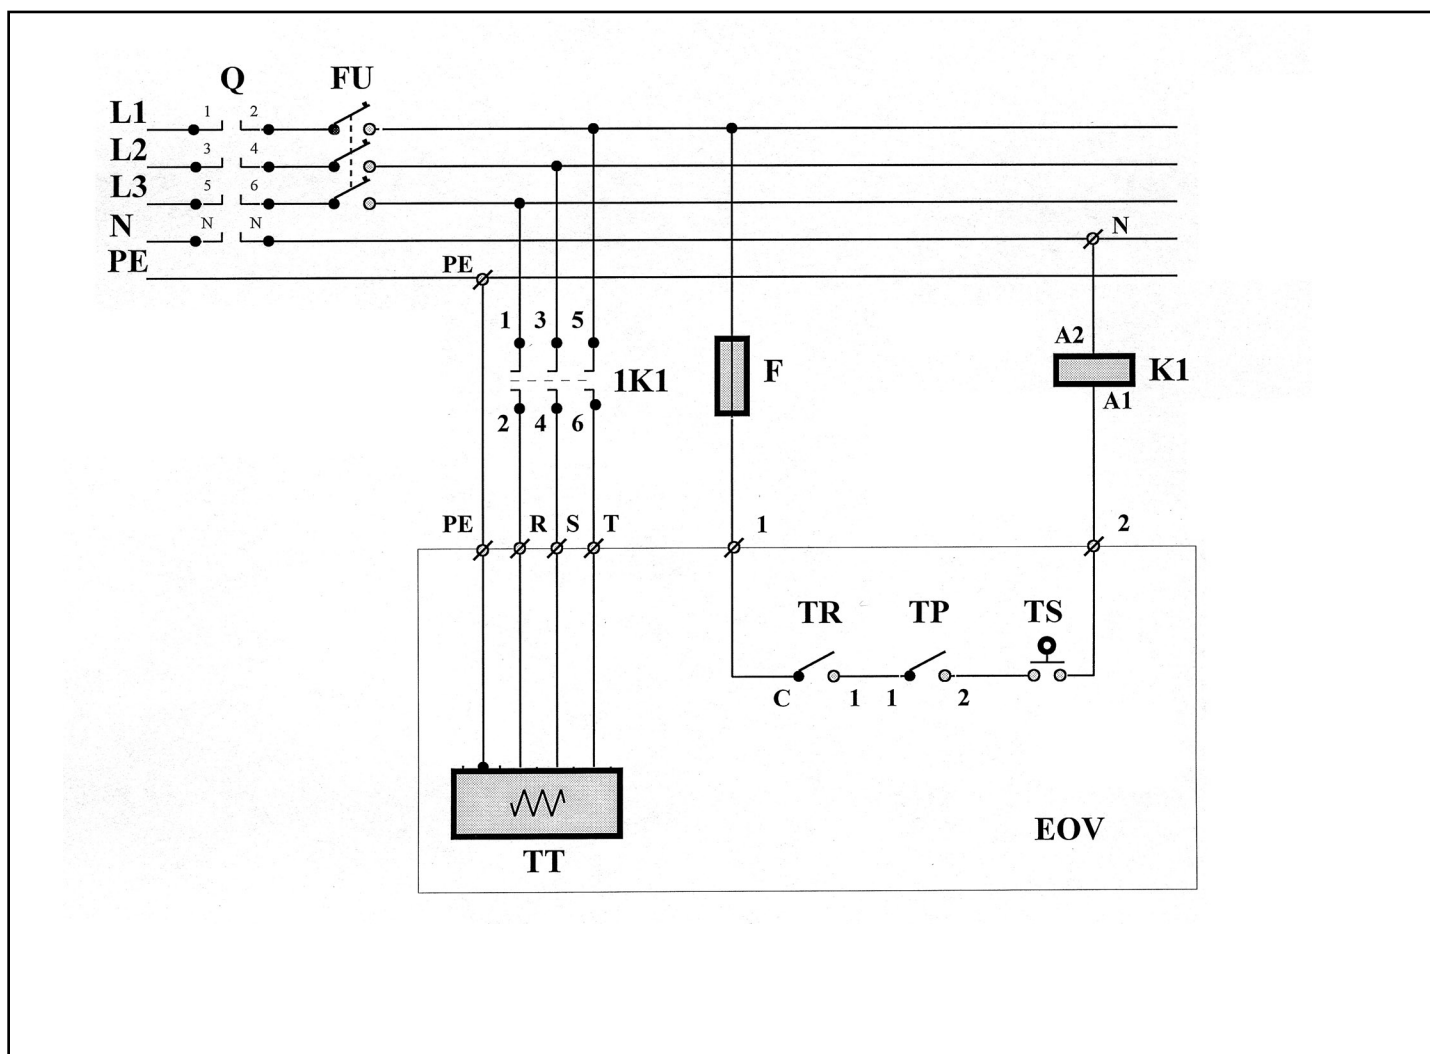 Q FU
L1 1 2
L2 3 4
L3 5 6
N N N
PE
PE
N
1 3 5
A2
1K1 F K1
A1
2 4 6
PE R S T 1 2
TR TP TS
C 1 1 2
EOV
TT